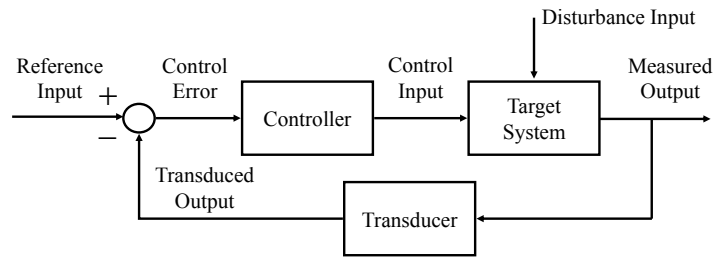 Disturbance Input
Reference
Input
+
−
Control
Error
Controller
Control
Input
Target
System
Measured
Output
Transduced
Output
Transducer